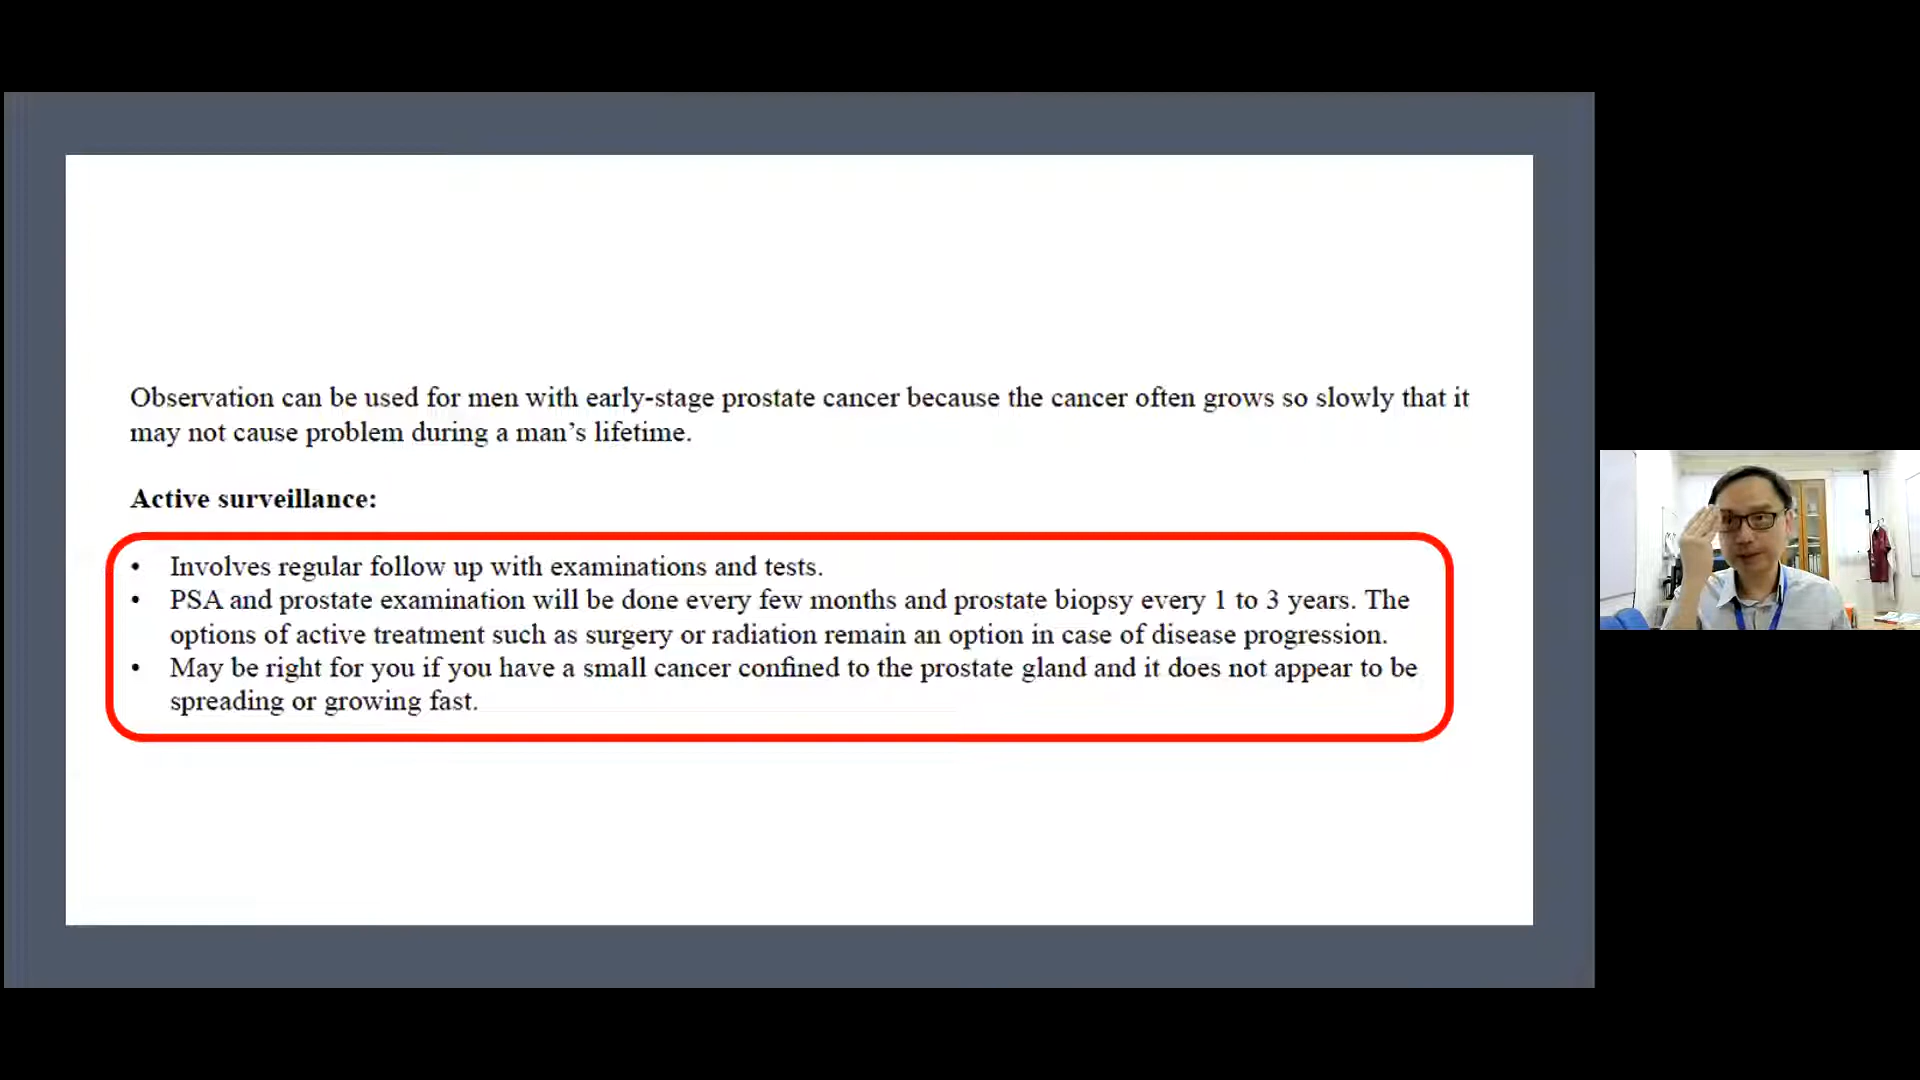 Observation can be used for men with early-stage prostate cancer because the cancer often grows so slowly that it
may not cause problem during a man’s lifetime.
Active surveillance:
• Involves regular follow up with examinations and tests.
• PSA and prostate examination will be done every few months and prostate biopsy every 1 to 3 years. The
options of active treatment such as surgery or radiation remain an option in case of disease progression.
• May be right for you if you have a small cancer confined to the prostate gland and it does not appear to be
spreading or growing fast.